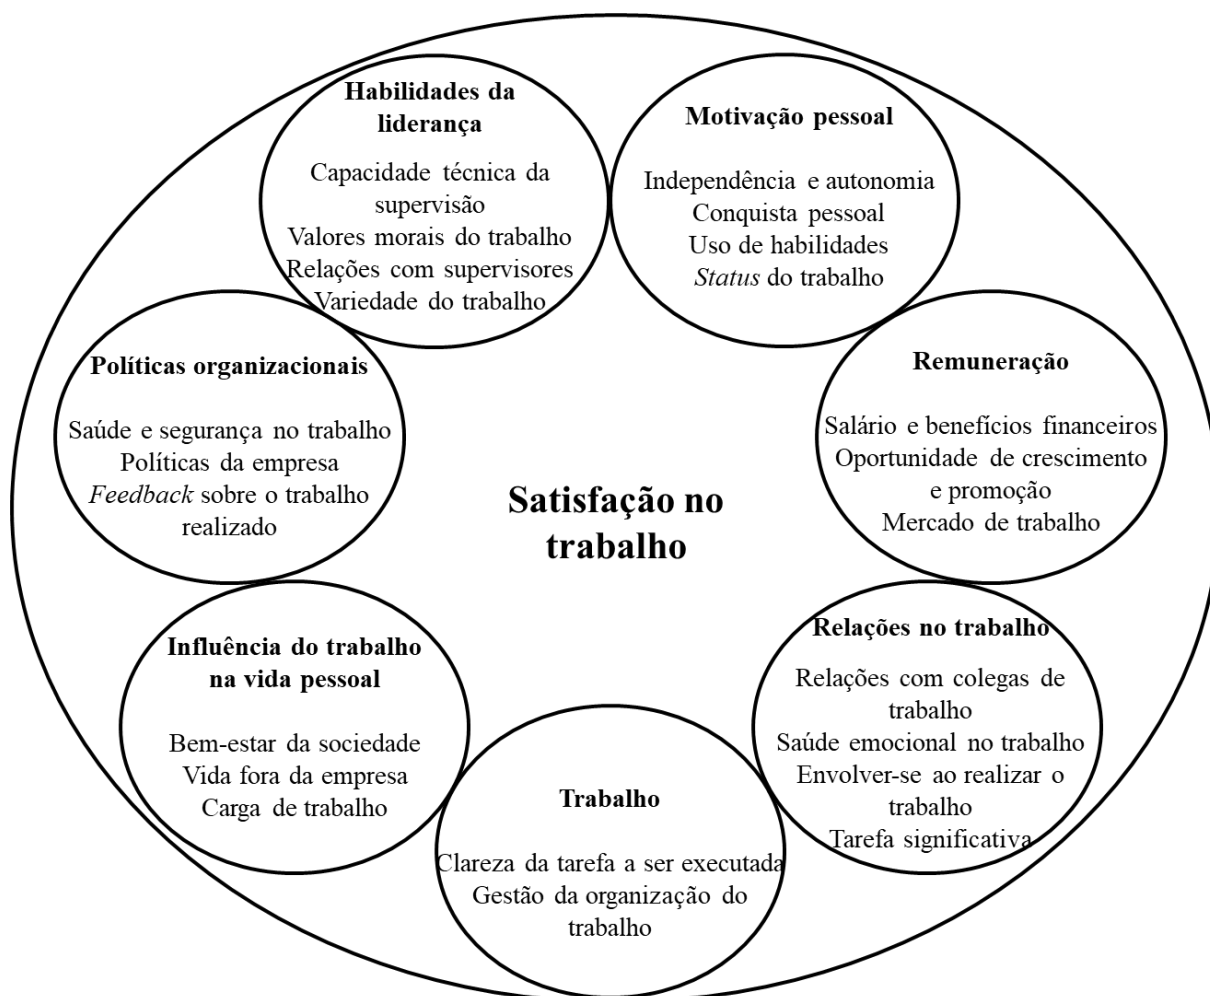 Habilidades da
liderança
Capacidade técnica da
supervisão
Valores morais do trabalho
Relações com supervisores
Variedade do trabalho
Motivação pessoal
Independência e autonomia
Conquista pessoal
Uso de habilidades
Status do trabalho
Políticas organizacionais
Saúde e segurança no trabalho
Políticas da empresa
Feedback sobre o trabalho
realizado
Remuneração
Salário e benefícios financeiros
Oportunidade de crescimento
e promoção
Mercado de trabalho
Satisfação no
trabalho
Influência do trabalho
na vida pessoal
Bem-estar da sociedade
Vida fora da empresa
Carga de trabalho
Trabalho
Clareza da tarefa a ser executada
Gestão da organização do
trabalho
Relações no trabalho
Relações com colegas de
trabalho
Saúde emocional no trabalho
Envolver-se ao realizar o
trabalho
Tarefa significativa